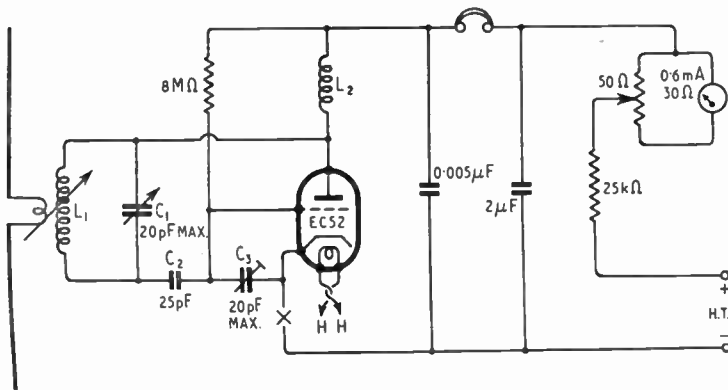 8MΩ
L2
50Ω
0.6mA
30Ω
L1
C1
20pF MAX.
EC52
0·005μF
2μF
25kΩ
C2
25pF
C3
20pF
MAX.
H H
+
H.T.
−